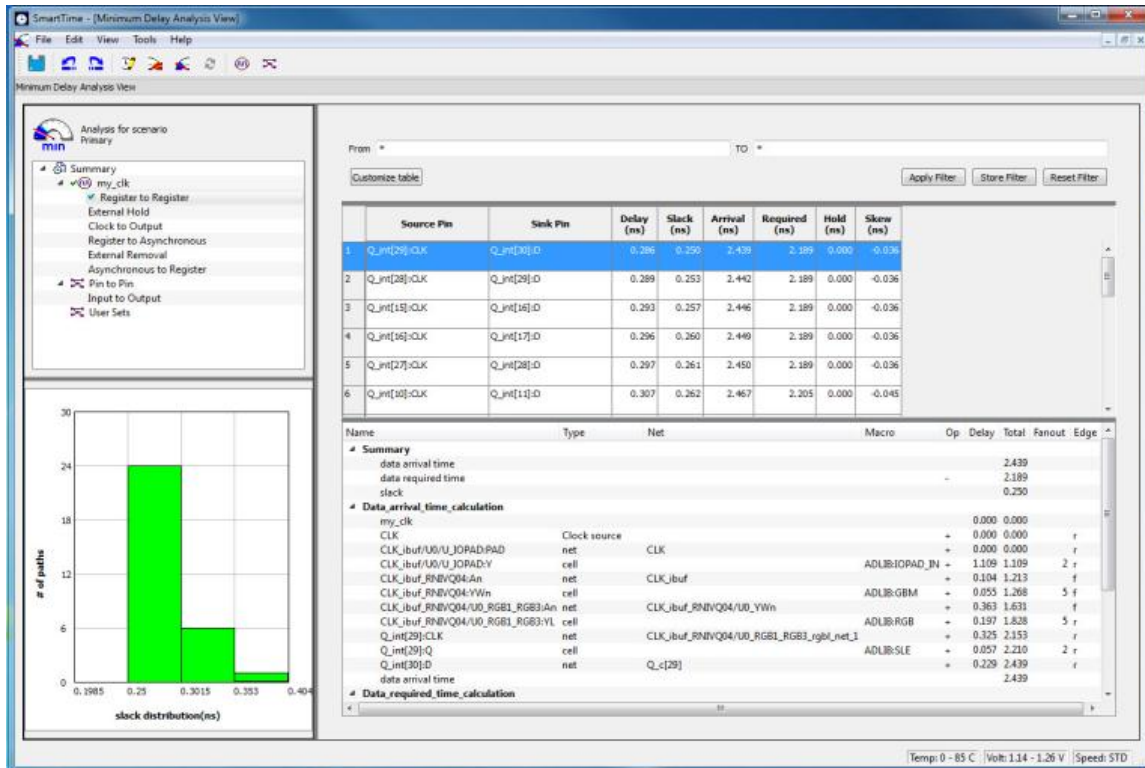 SmartTime - [Minimum Delay Analysis View]
File Edit View Tools Help
Minimum Delay Analysis View
Analysis for scenario
Primary
min
Summary
my_clk
Register to Register
External Hold
Clock to Output
Register to Asynchronous
External Removal
Asynchronous to Register
Pin to Pin
Input to Output
User Sets
From * TO *
Customize table Apply Filter Store Filter Reset Filter
Source Pin Sink Pin Delay (ns) Slack (ns) Arrival (ns) Required (ns) Hold (ns) Skew (ns)
1 Q_int[29]:CLK Q_int[30]:D 0.286 0.250 2.439 2.189 0.000 -0.036
2 Q_int[28]:CLK Q_int[29]:D 0.289 0.253 2.442 2.189 0.000 -0.036
3 Q_int[15]:CLK Q_int[16]:D 0.293 0.257 2.446 2.189 0.000 -0.036
4 Q_int[16]:CLK Q_int[17]:D 0.296 0.260 2.449 2.189 0.000 -0.036
5 Q_int[27]:CLK Q_int[28]:D 0.297 0.261 2.450 2.189 0.000 -0.036
6 Q_int[10]:CLK Q_int[11]:D 0.307 0.262 2.467 2.205 0.000 -0.045
# of paths
30
24
18
12
6
0
0.1985 0.25 0.3015 0.353 0.404
slack distribution(ns)
Name Type Net Macro Op Delay Total Fanout Edge
Summary
data arrival time 2.439
data required time - 2.189
slack 0.250
Data_arrival_time_calculation
my_clk 0.000 0.000
CLK Clock source + 0.000 0.000 r
CLK_ibuf/U0/U_IOPAD:PAD net CLK + 0.000 0.000 r
CLK_ibuf/U0/U_IOPAD:Y cell ADLIB:IOPAD_IN + 1.109 1.109 2 r
CLK_ibuf_RNIVQ04:An net CLK_ibuf + 0.104 1.213 f
CLK_ibuf_RNIVQ04:YWn cell ADLIB:GBM + 0.055 1.268 5 f
CLK_ibuf_RNIVQ04/U0_RGB1_RGB3:An net CLK_ibuf_RNIVQ04/U0_YWn + 0.363 1.631 f
CLK_ibuf_RNIVQ04/U0_RGB1_RGB3:YL cell ADLIB:RGB + 0.197 1.828 5 r
Q_int[29]:CLK net CLK_ibuf_RNIVQ04/U0_RGB1_RGB3_rgbl_net_1 + 0.325 2.153 r
Q_int[29]:Q cell ADLIB:SLE + 0.057 2.210 2 r
Q_int[30]:D net Q_c[29] + 0.229 2.439 r
data arrival time 2.439
Data_required_time_calculation
Temp: 0 - 85 C Volt: 1.14 - 1.26 V Speed: STD